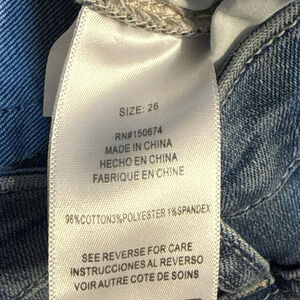 SIZE: 26
RN#150674
MADE IN CHINA
HECHO EN CHINA
FABRIQUE EN CHINE
96%COTTON3%POLYESTER 1%SPANDEX
SEE REVERSE FOR CARE
INSTRUCCIONES AL REVERSO
VOIR AUTRE COTE DE SOINS